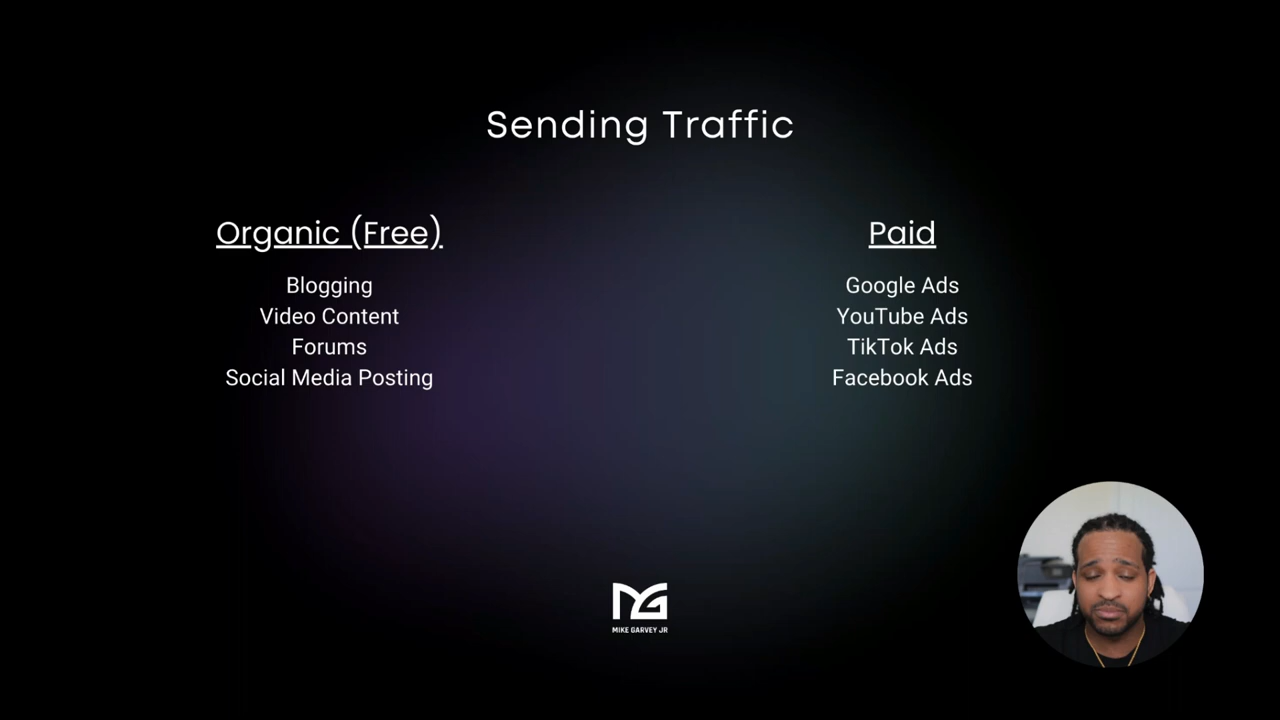 Sending Traffic
Organic (Free)
Blogging
Video Content
Forums
Social Media Posting
Paid
Google Ads
YouTube Ads
TikTok Ads
Facebook Ads
MG
MIKE GARVEY JR